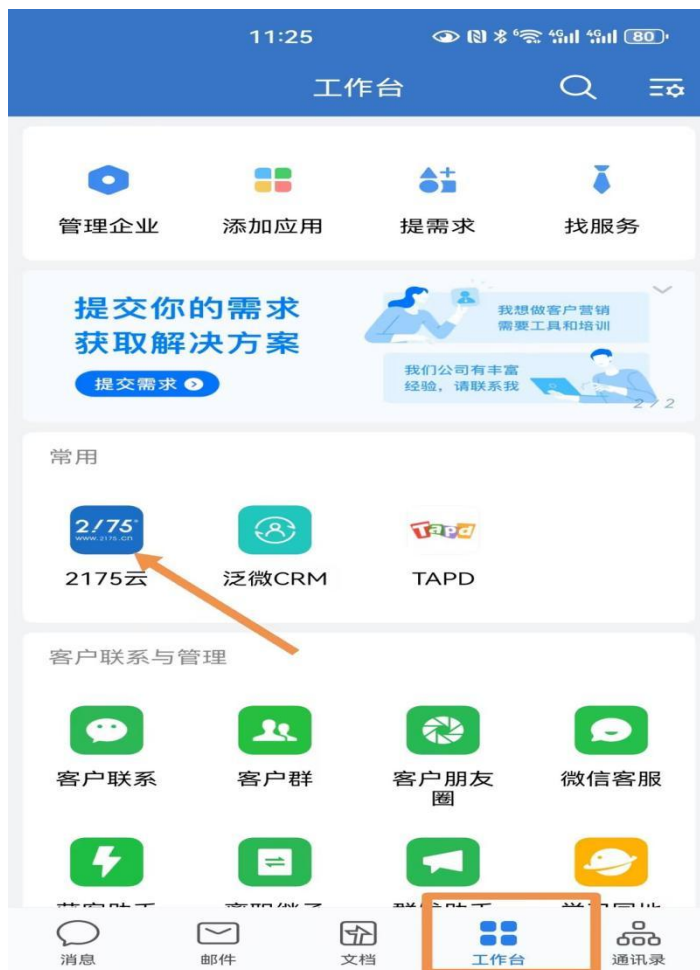 11:25
6 4G 4G 80
工作台
管理企业 添加应用 提需求 找服务
提交你的需求
获取解决方案
提交需求
我想做客户营销
需要工具和培训
我们公司有丰富
经验，请联系我
2 / 2
常用
2175
www.2175.cn
Tapd
2175云 泛微CRM TAPD
客户联系与管理
客户联系 客户群 客户朋友圈 微信客服
消息 邮件 文档 工作台 通讯录